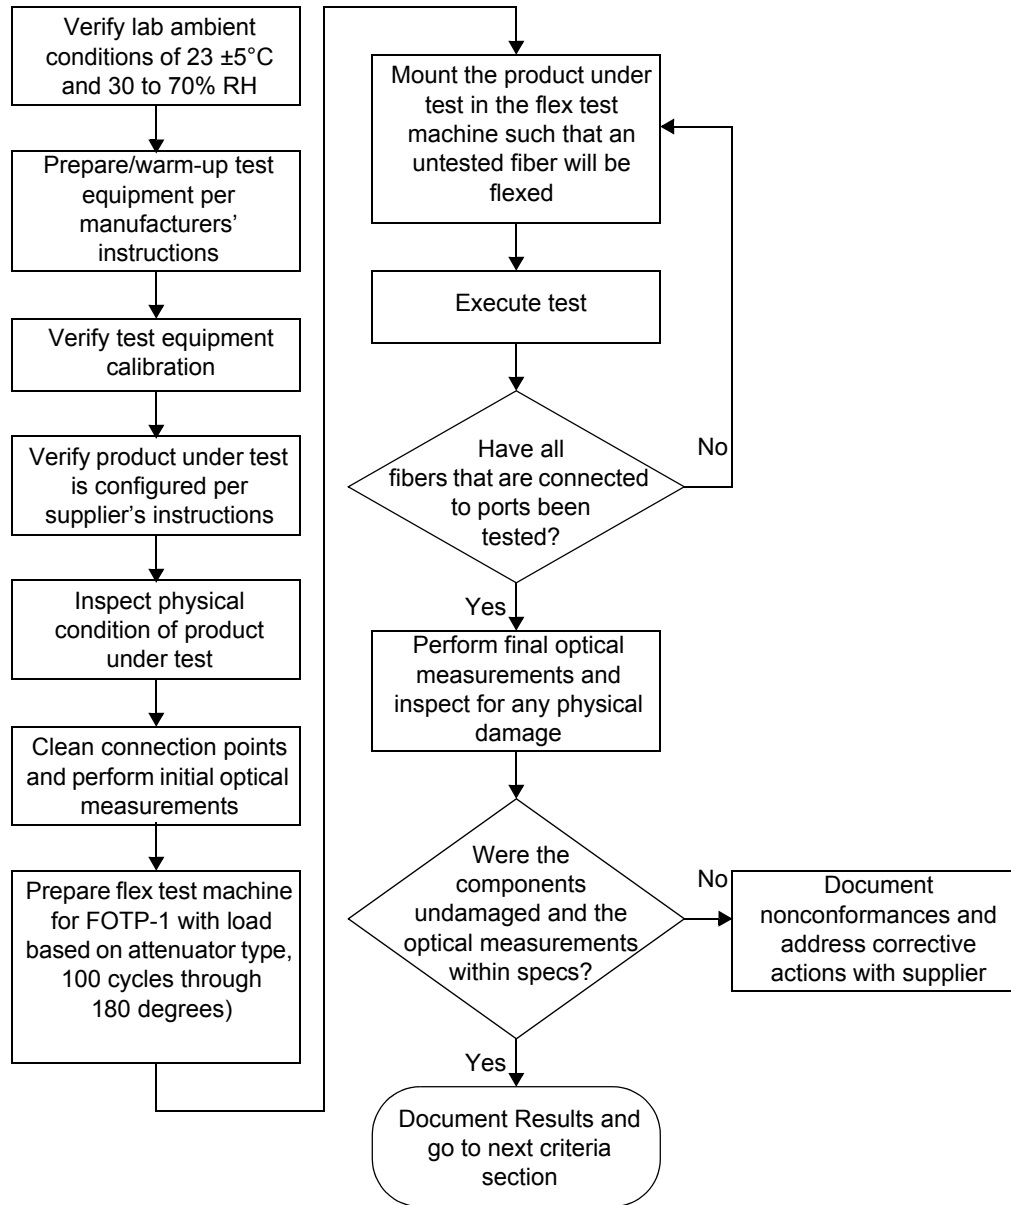 Verify lab ambient
conditions of 23 ±5°C
and 30 to 70% RH
Prepare/warm-up test
equipment per
manufacturers’
instructions
Verify test equipment
calibration
Verify product under test
is configured per
supplier’s instructions
Inspect physical
condition of product
under test
Clean connection points
and perform initial optical
measurements
Prepare flex test machine
for FOTP-1 with load
based on attenuator type,
100 cycles through
180 degrees)
Mount the product under
test in the flex test
machine such that an
untested fiber will be
flexed
Execute test
Have all
fibers that are connected
to ports been
tested?
No
Yes
Perform final optical
measurements and
inspect for any physical
damage
Were the
components
undamaged and the
optical measurements
within specs?
No
Document
nonconformances and
address corrective
actions with supplier
Yes
Document Results and
go to next criteria
section